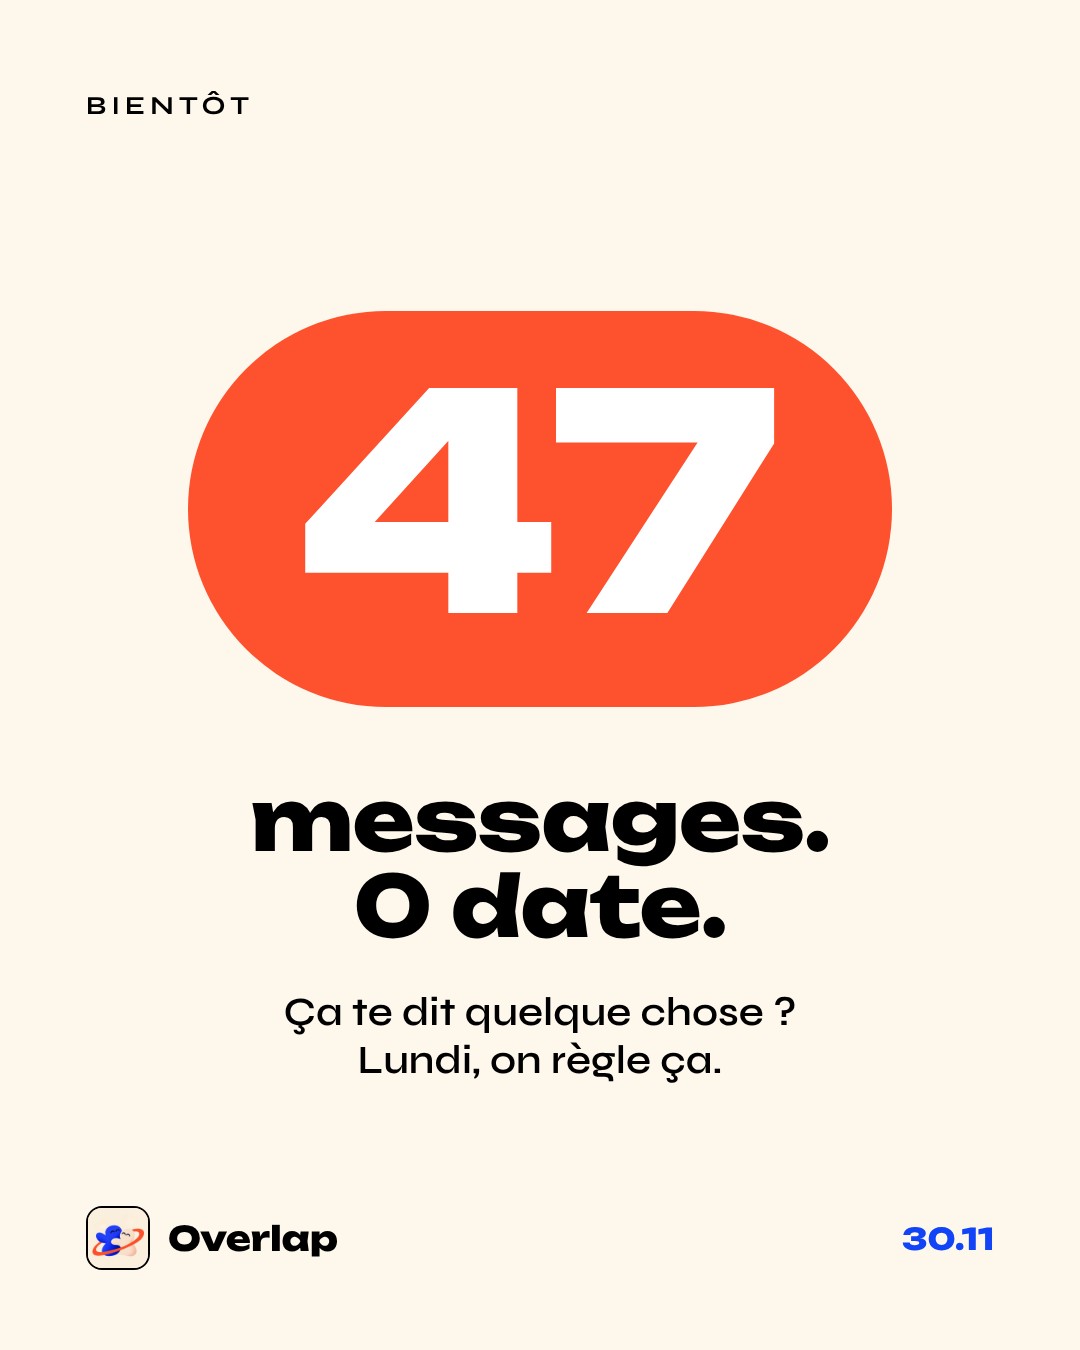 BIENTÔT
47
messages.
0 date.
Ça te dit quelque chose ?
Lundi, on règle ça.
Overlap
30.11